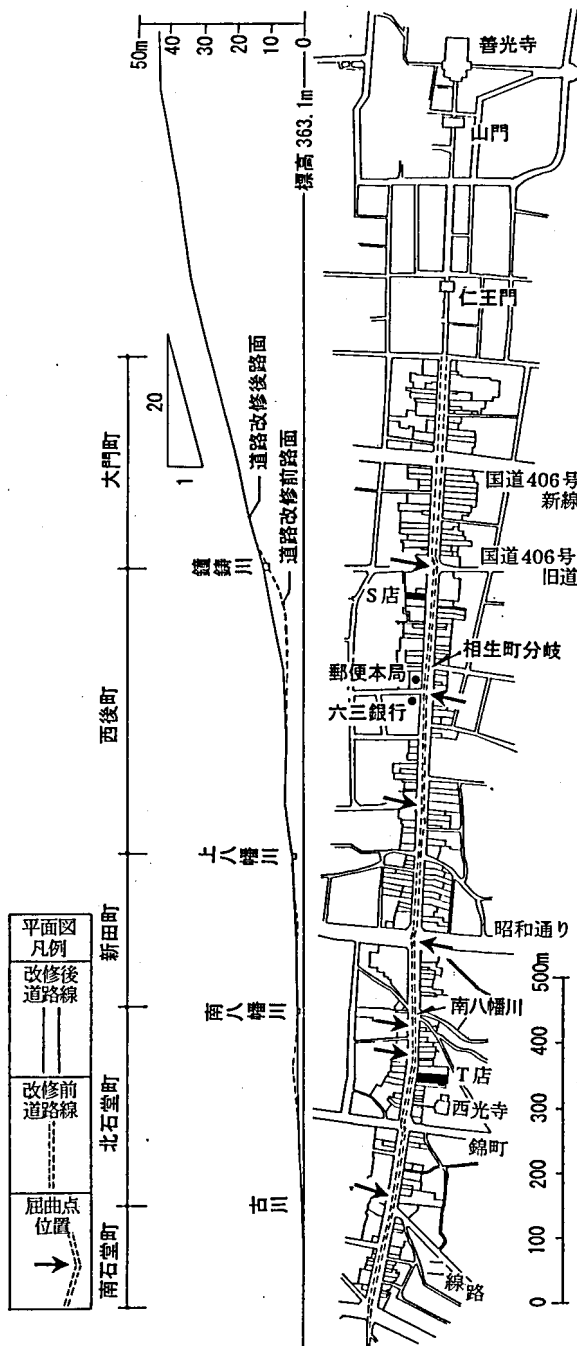 50m
40
30
20
10
0
標高363.1m
道路改修後路面
道路改修前路面
20
1
大門町
鐘鋳川
西後町
上八幡川
新田町
南八幡川
北石堂町
古川
南石堂町
善光寺
山門
仁王門
国道406号
新線
国道406号
旧道
S店
相生町分岐
郵便本局
六三銀行
昭和通り
南八幡川
T店
西光寺
錦町
二線路
500m
400
300
200
100
0
平面図
凡例
改修後
道路線
改修前
道路線
屈曲点
位置